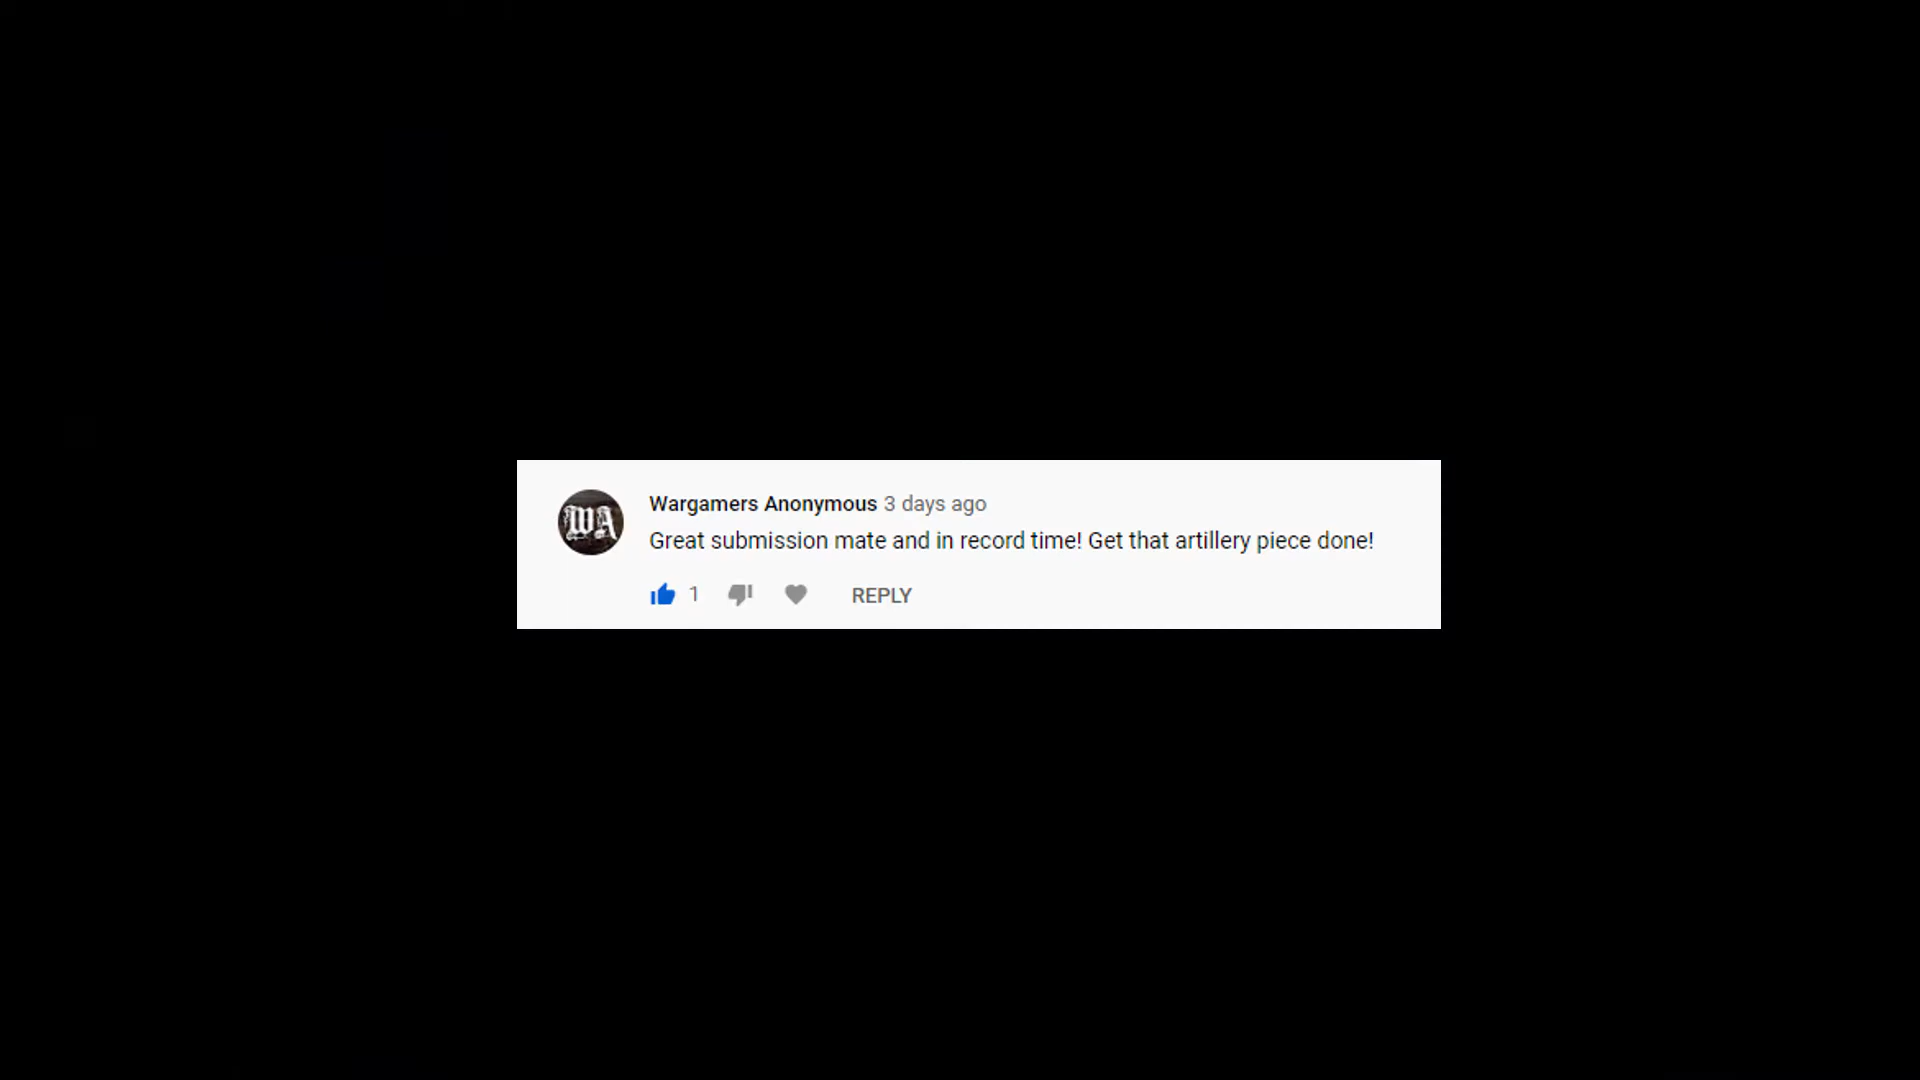 WA
Wargamers Anonymous 3 days ago
Great submission mate and in record time! Get that artillery piece done!
1 REPLY